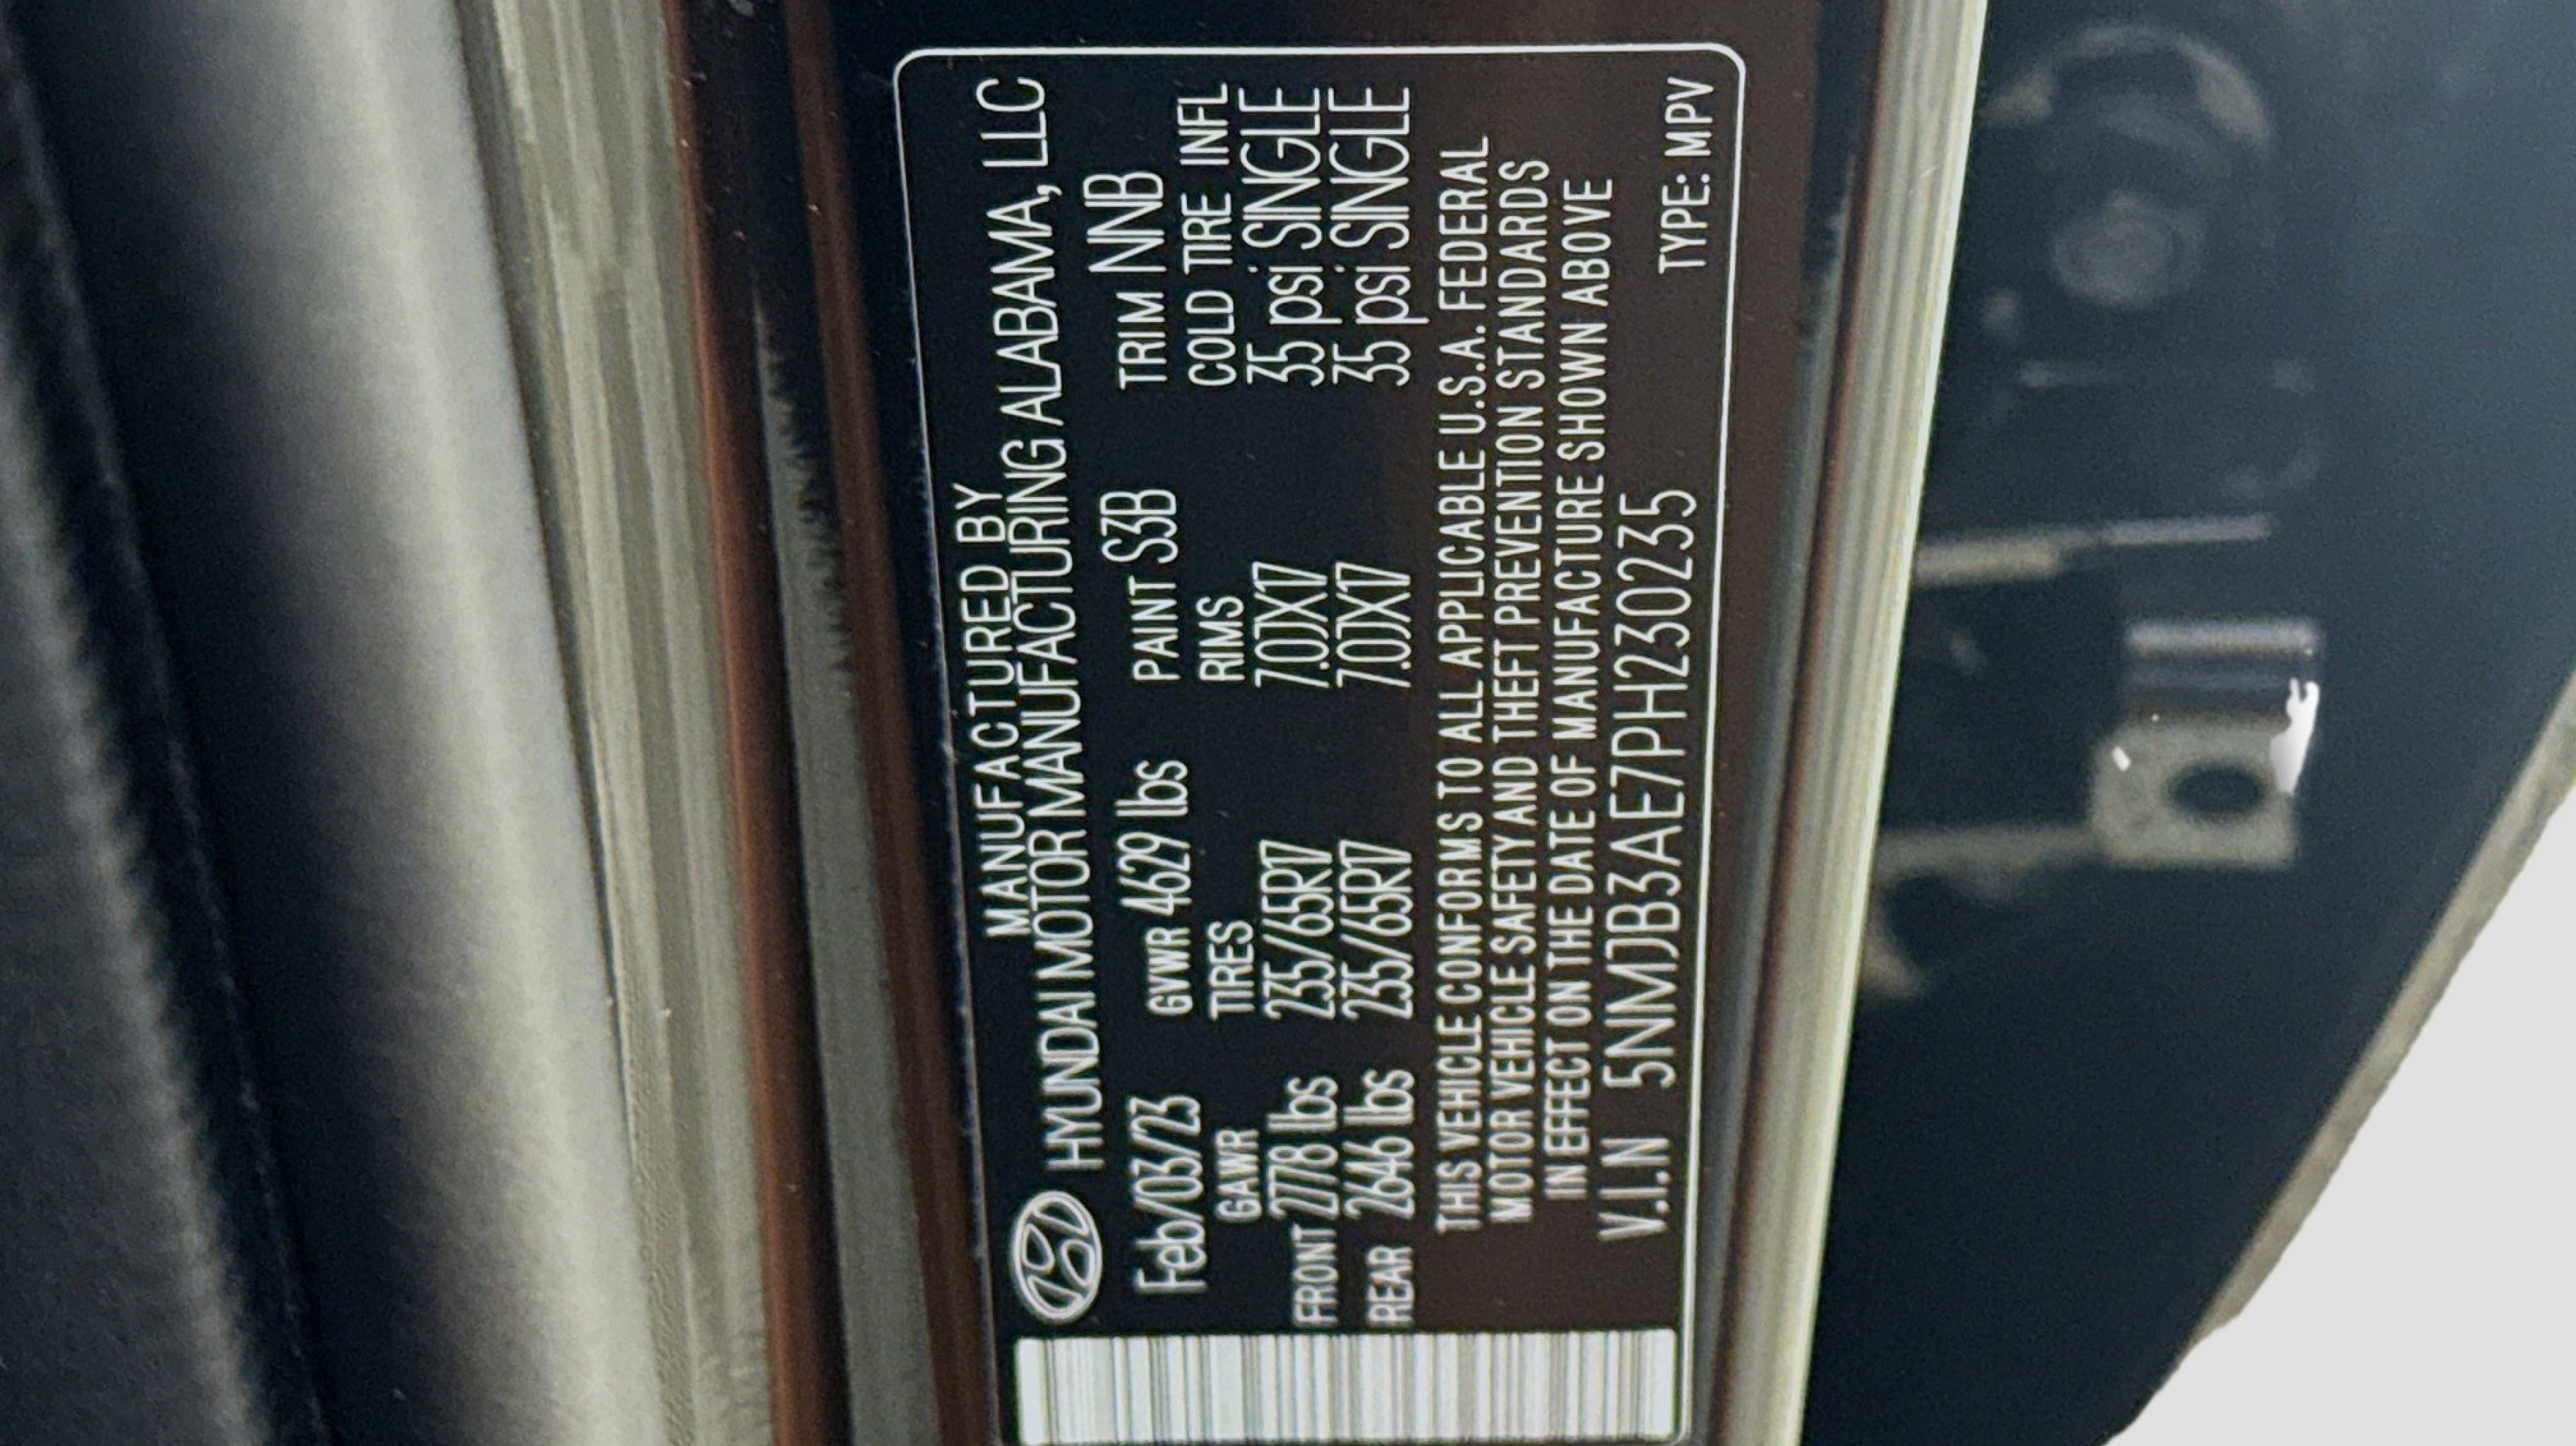 MANUFACTURED BY
HYUNDAI MOTOR MANUFACTURING ALABAMA, LLC
Feb/03/23 GVWR 4629 lbs PAINT S3B TRIM NNB
GAWR TIRES RIMS COLD TIRE INFL
FRONT 2778 lbs 235/65R17 7.0JX17 35 psi SINGLE
REAR 2646 lbs 235/65R17 7.0JX17 35 psi SINGLE
THIS VEHICLE CONFORMS TO ALL APPLICABLE U.S.A. FEDERAL
MOTOR VEHICLE SAFETY AND THEFT PREVENTION STANDARDS
IN EFFECT ON THE DATE OF MANUFACTURE SHOWN ABOVE
V.I.N 5NMJB3AE7PH230235 TYPE: MPV